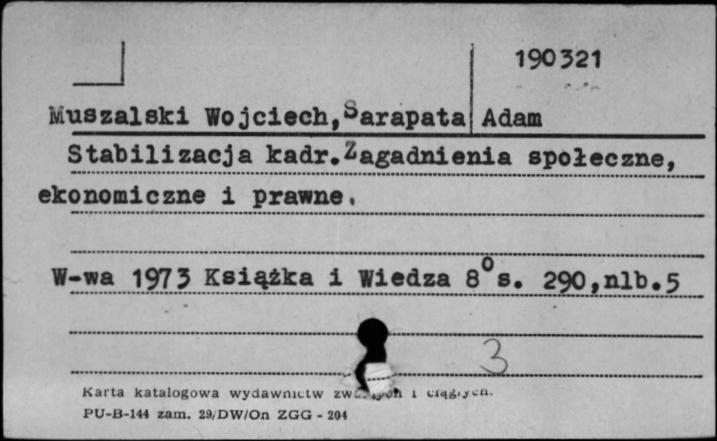 190321
Muszalski Wojciech, Sarapata Adam
Stabilizacja kadr. Zagadnienia społeczne,
ekonomiczne i prawne.
W-wa 1973 Książka i Wiedza 8° s. 290, nlb. 5
3
Karta katalogowa wydawnictw i ciągłych.
PU-B-144 zam. 29/DW/On ZGG - 204